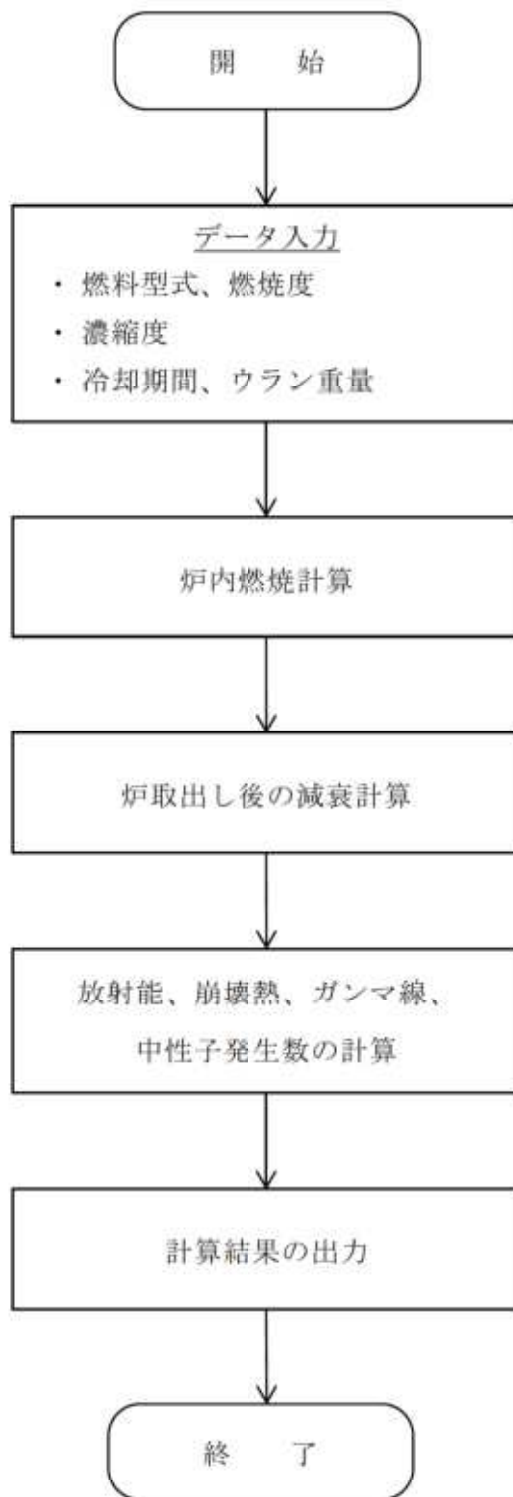 開　　始
データ入力
・ 燃料型式、燃焼度
・ 濃縮度
・ 冷却期間、ウラン重量
炉内燃焼計算
炉取出し後の減衰計算
放射能、崩壊熱、ガンマ線、
中性子発生数の計算
計算結果の出力
終　　了